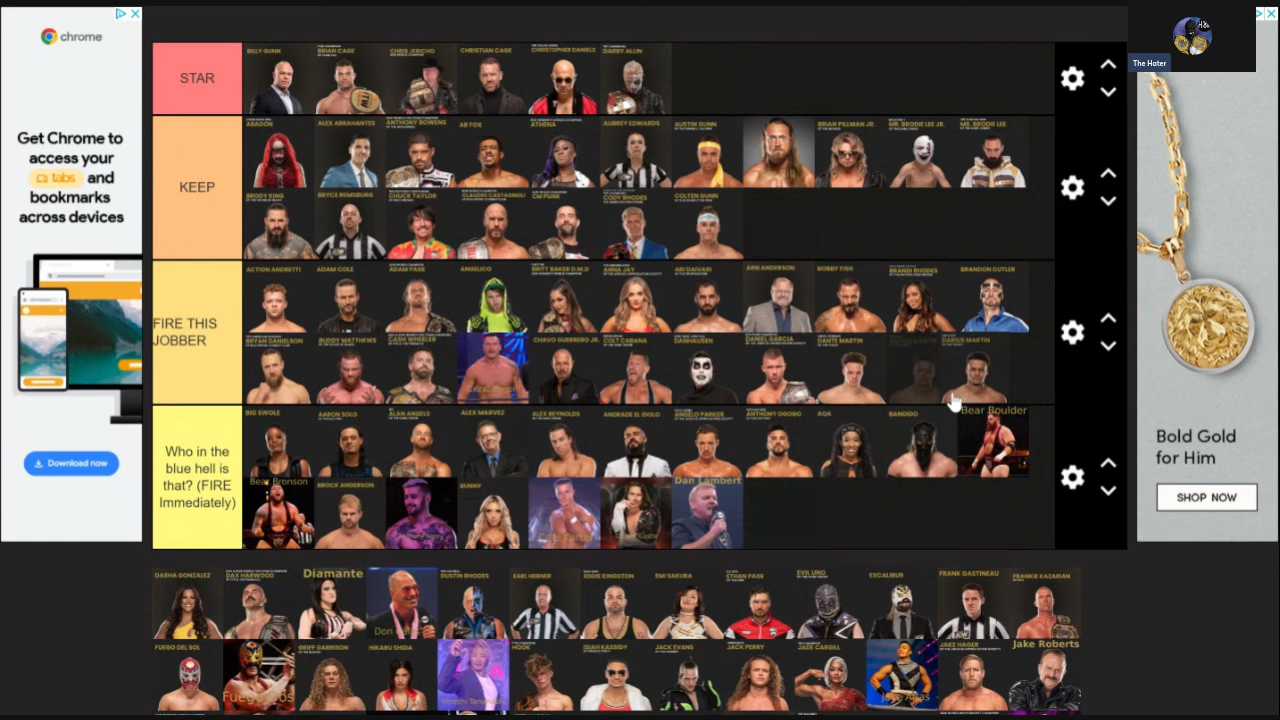 chrome
Get Chrome to
access your
tabs and
bookmarks
across devices
Download now
The Hater
H8
STAR
BILLY GUNN
BRIAN CAGE
CHRIS JERICHO
CHRISTIAN CAGE
CHRISTOPHER DANIELS
DARBY ALLIN
KEEP
ABADON
ALEX ABRAHANTES
ANTHONY BOWENS
AR FOX
ATHENA
AUBREY EDWARDS
AUSTIN GUNN
BRIAN PILLMAN JR.
MR. BRODIE LEE JR.
MR. BRODIE LEE
BRODY KING
BRYCE REMSBURG
CHUCK TAYLOR
CLAUDIO CASTAGNOLI
CM PUNK
CODY RHODES
COLTEN GUNN
FIRE THIS
JOBBER
ACTION ANDRETTI
ADAM COLE
ADAM PAGE
ANGELICO
BRITT BAKER D.M.D
ANNA JAY
ARI DAIVARI
ARN ANDERSON
BOBBY FISH
BRANDI RHODES
BRANDON CUTLER
BRYAN DANIELSON
BUDDY MATTHEWS
CASH WHEELER
CHAVO GUERRERO JR.
COLT CABANA
DANHAUSEN
DANIEL GARCIA
DANTE MARTIN
DARIUS MARTIN
Who in the
blue hell is
that? (FIRE
Immediately)
BIG SWOLE
AARON SOLO
ALAN ANGELS
ALEX MARVEZ
ALEX REYNOLDS
ANDRADE EL IDOLO
ANGELO PARKER
ANTHONY OGOGO
AQA
BANDIDO
Bear Boulder
Bear Bronson
BROCK ANDERSON
BUNNY
Dan Lambert
DASHA GONZALEZ
DAX HARWOOD
Diamante
Don
DUSTIN RHODES
EARL HEBNER
EDDIE KINGSTON
EMI SAKURA
ETHAN PAGE
EVIL UNO
EXCALIBUR
FRANK GASTINEAU
FRANKIE KAZARIAN
FUEGO DEL SOL
GRIFF GARRISON
HIKARU SHIDA
Hiroshi Tanahashi
HOOK
ISIAH KASSIDY
JACK EVANS
JACK PERRY
JADE CARGILL
JAKE HAGER
Jake Roberts
Bold Gold
for Him
SHOP NOW